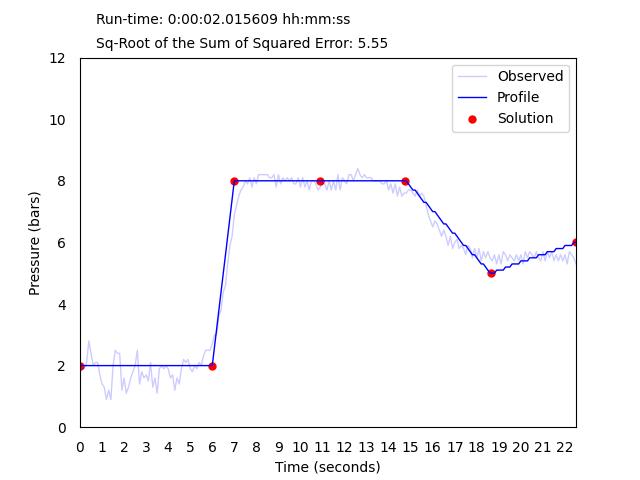 Run-time: 0:00:02.015609 hh:mm:ss
Sq-Root of the Sum of Squared Error: 5.55
12
10
8
6
4
2
0
Pressure (bars)
Observed
Profile
Solution
0 1 2 3 4 5 6 7 8 9 10 11 12 13 14 15 16 17 18 19 20 21 22
Time (seconds)